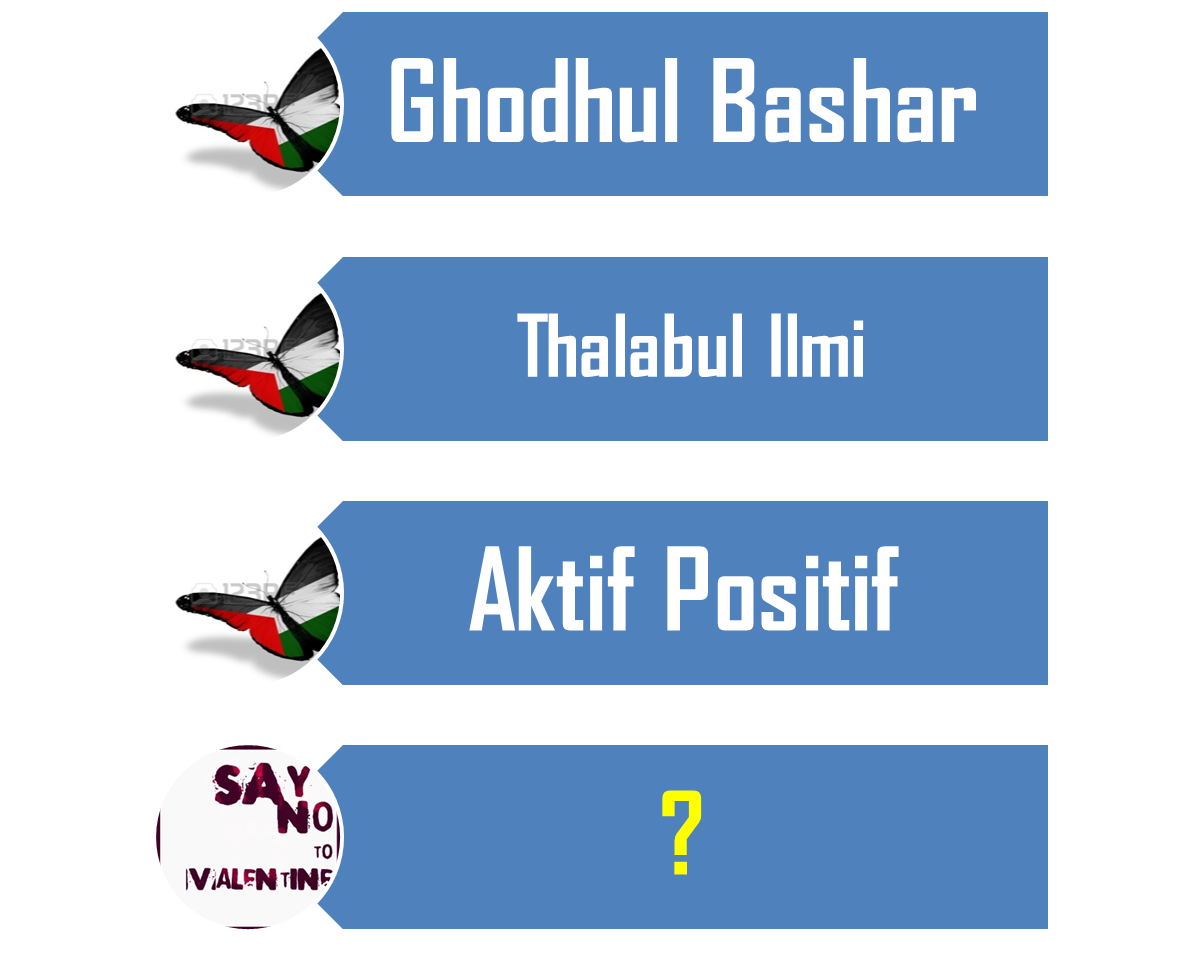 Ghodhul Bashar
Thalabul Ilmi
Aktif Positif
SAY
NO
TO
VALENTINE
?